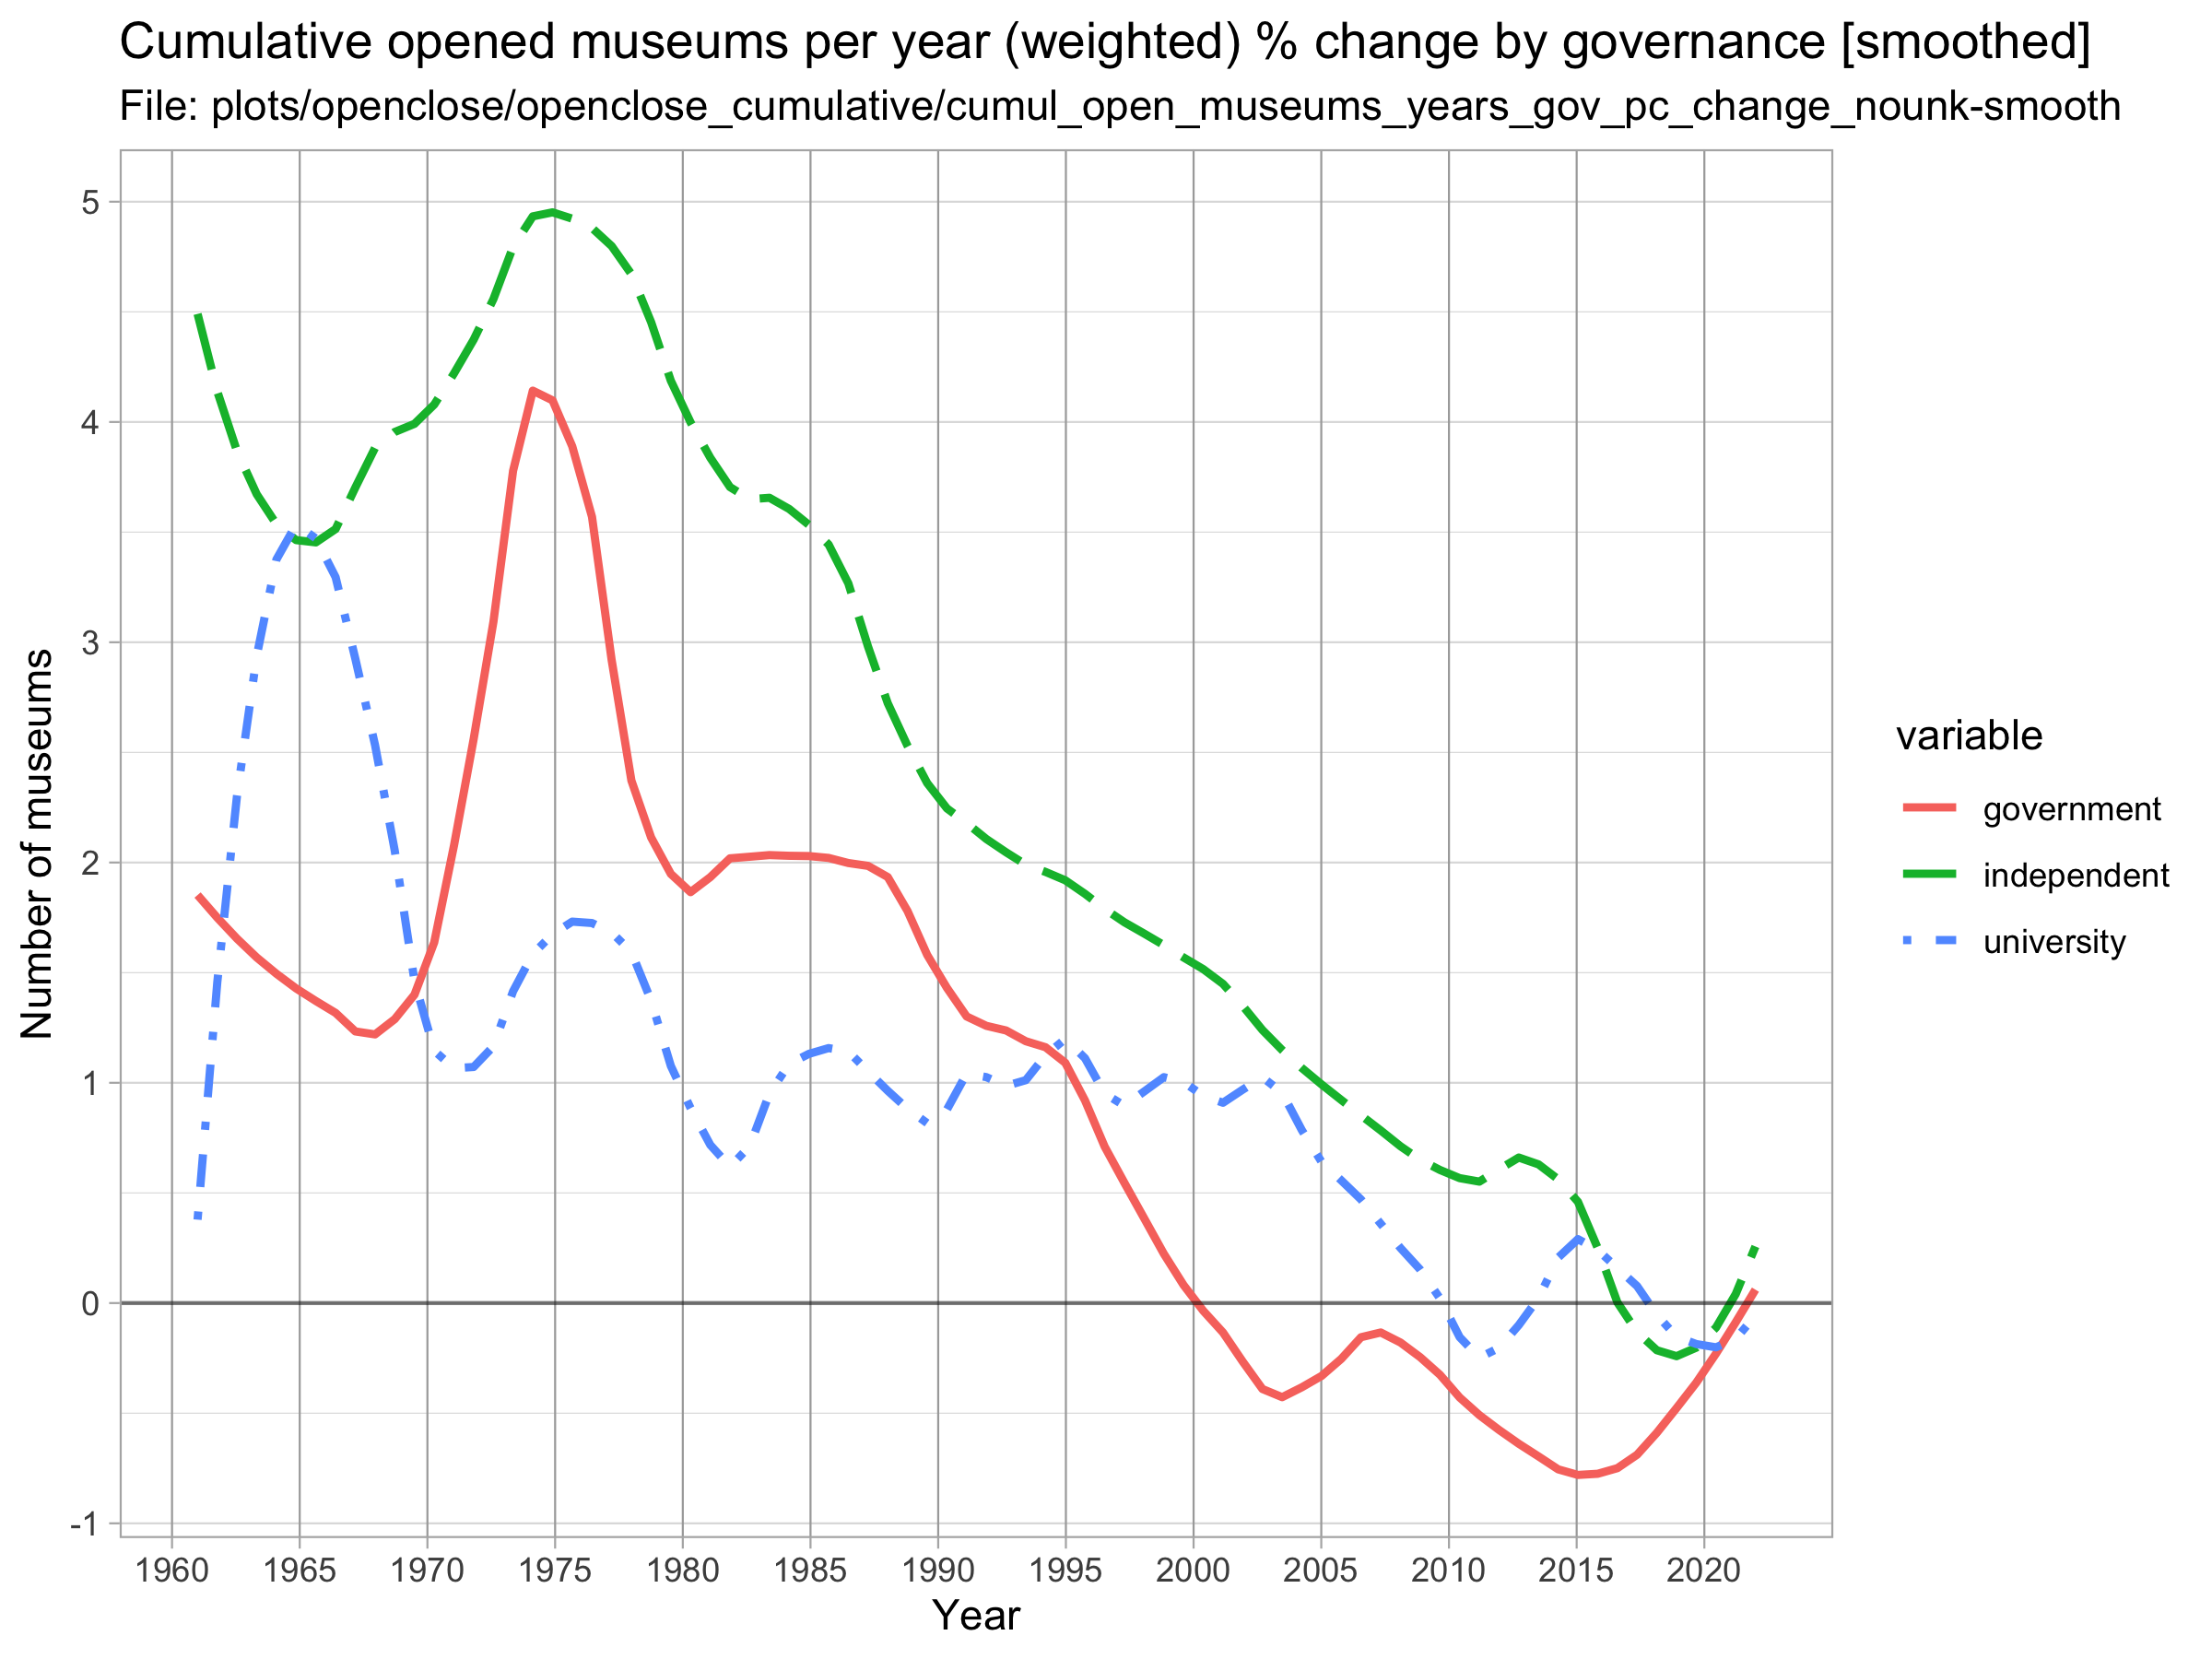 Cumulative opened museums per year (weighted) % change by governance [smoothed]
File: plots/openclose/openclose_cumulative/cumul_open_museums_years_gov_pc_change_nounk-smooth
Number of museums
5
4
3
2
1
0
-1
1960 1965 1970 1975 1980 1985 1990 1995 2000 2005 2010 2015 2020
Year
variable
government
independent
university